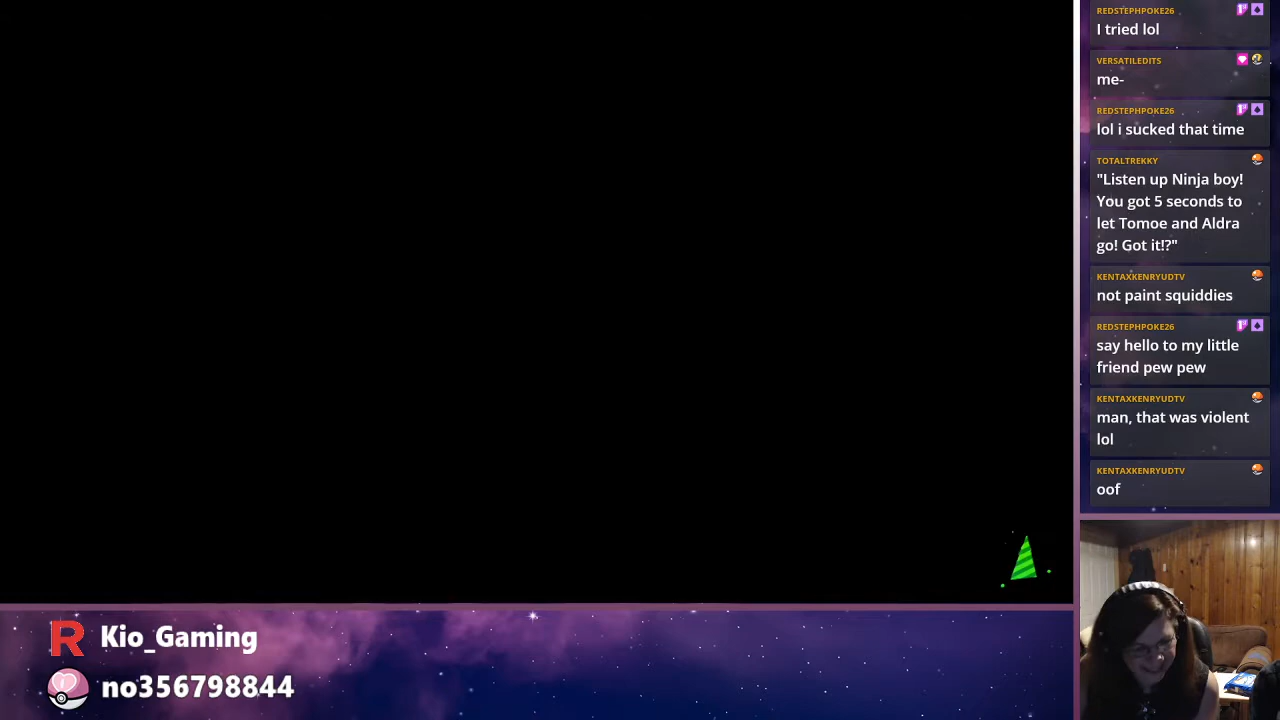 REDSTEPHPOKE26
I tried lol
VERSATILEDITS
me-
REDSTEPHPOKE26
lol i sucked that time
TOTALTREKKY
"Listen up Ninja boy!
You got 5 seconds to
let Tomoe and Aldra
go! Got it!?"
KENTAXKENRYUDTV
not paint squiddies
REDSTEPHPOKE26
say hello to my little
friend pew pew
KENTAXKENRYUDTV
man, that was violent
lol
KENTAXKENRYUDTV
oof
R Kio_Gaming
no356798844